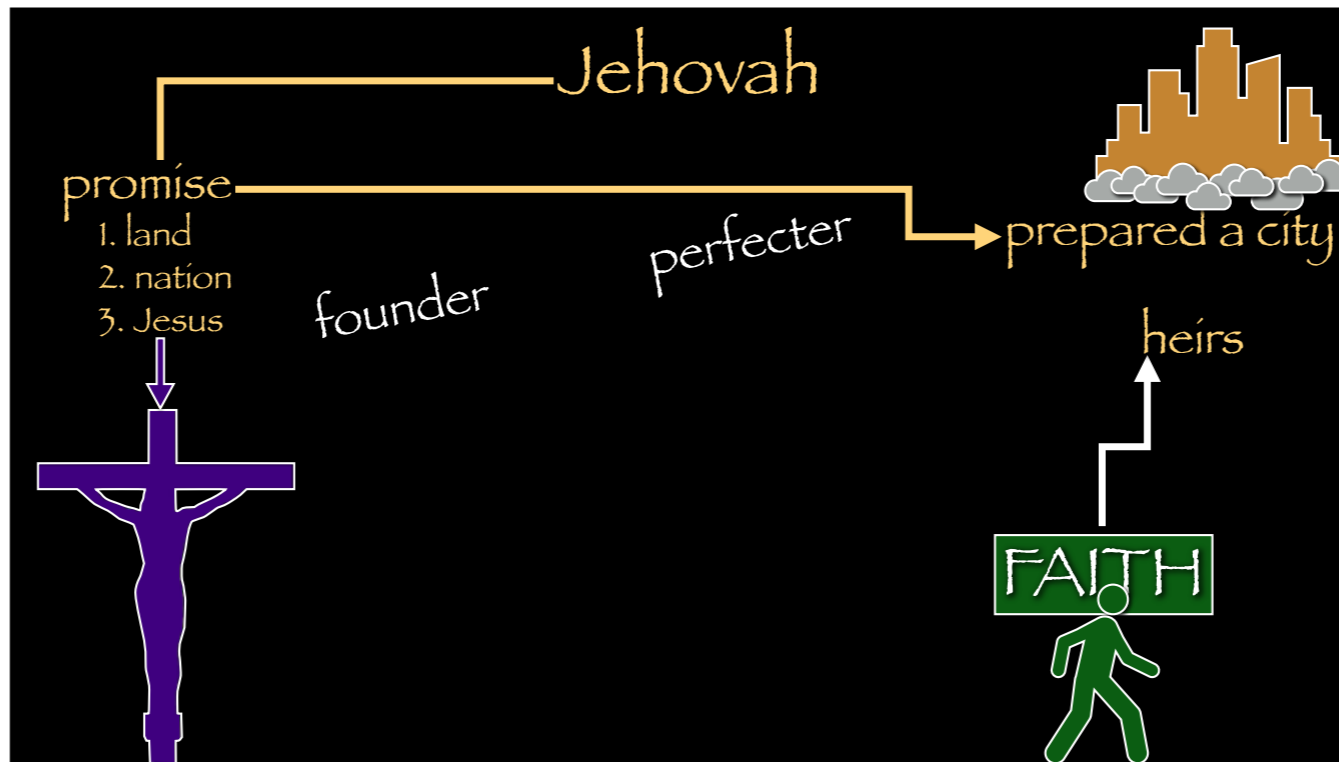 Jehovah
promise
1. land
2. nation
3. Jesus
founder
perfecter
prepared a city
heirs
FAITH